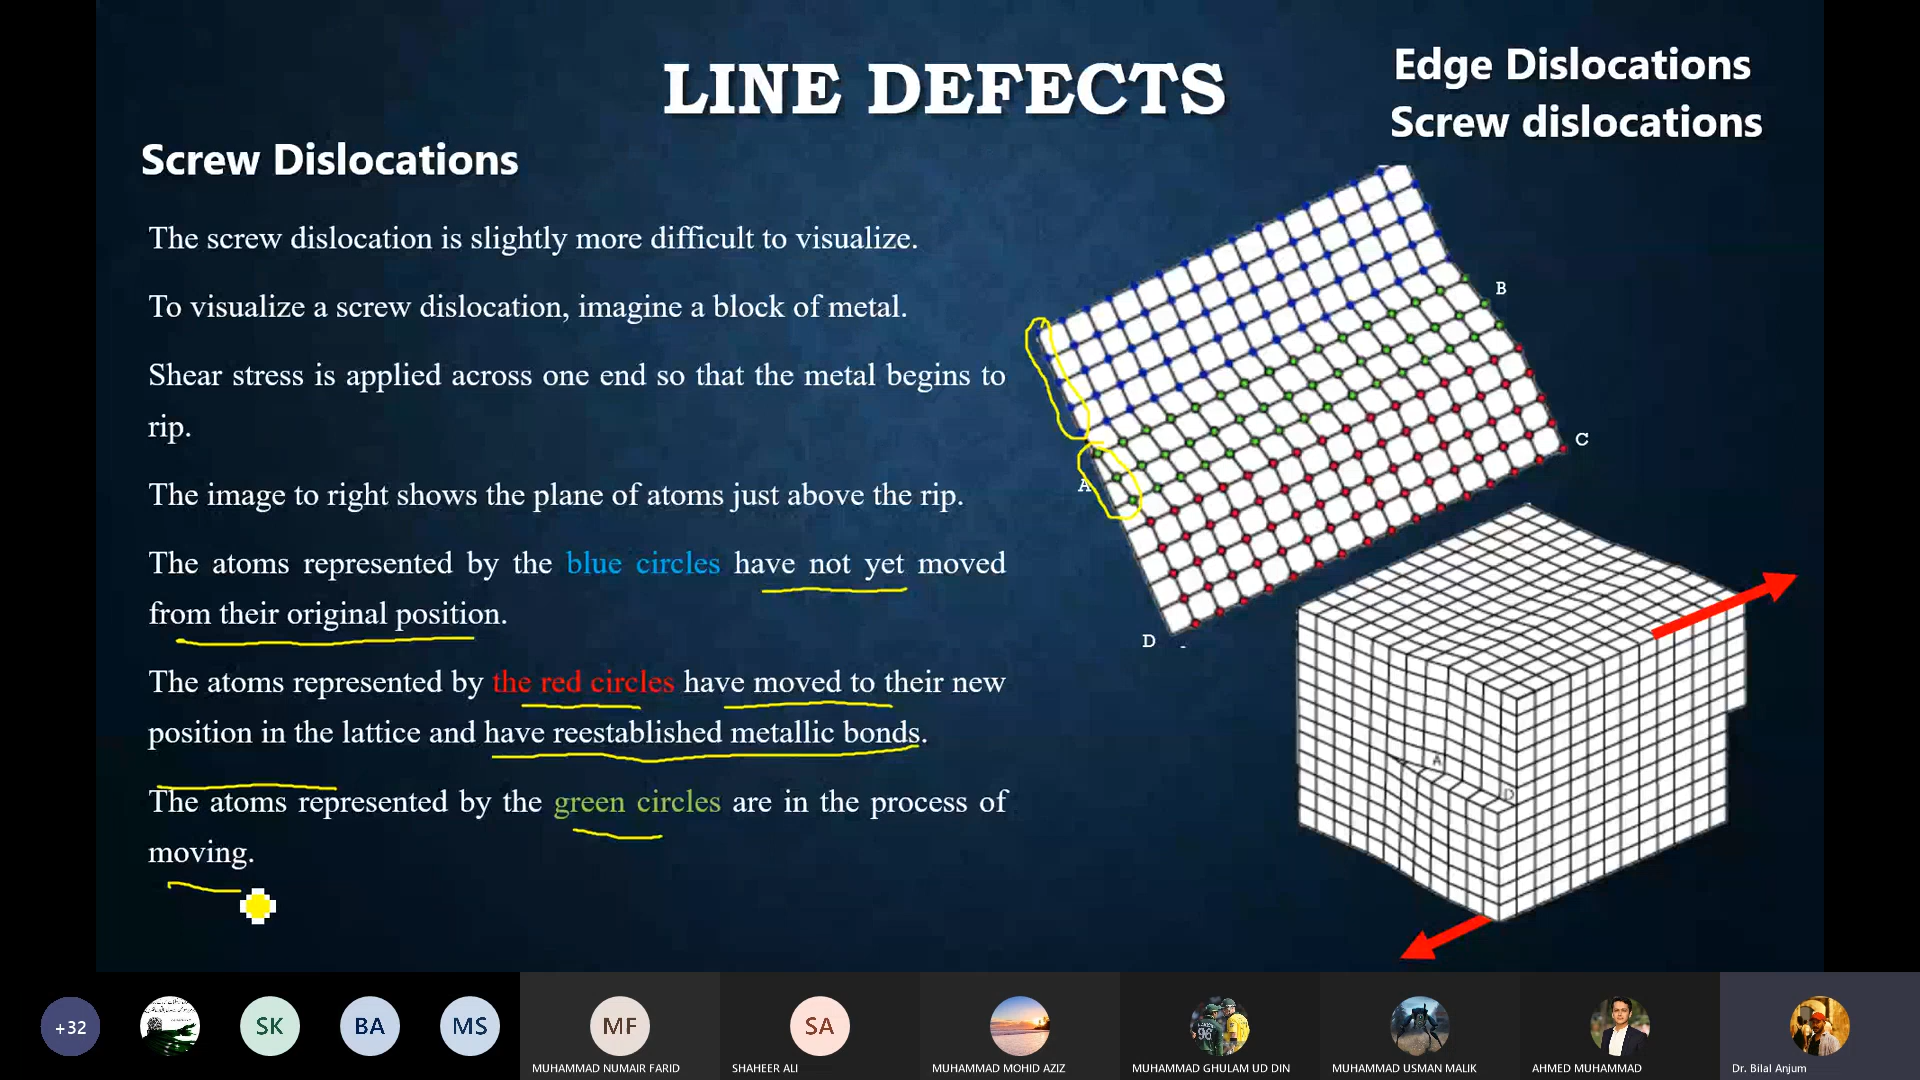 LINE DEFECTS
Edge Dislocations
Screw dislocations
Screw Dislocations
The screw dislocation is slightly more difficult to visualize.
To visualize a screw dislocation, imagine a block of metal.
Shear stress is applied across one end so that the metal begins to
rip.
The image to right shows the plane of atoms just above the rip.
The atoms represented by the blue circles have not yet moved
from their original position.
The atoms represented by the red circles have moved to their new
position in the lattice and have reestablished metallic bonds.
The atoms represented by the green circles are in the process of
moving.
B
C
A
D
A
D
+32
SK
BA
MS
MF
SA
MUHAMMAD NUMAIR FARID
SHAHEER ALI
MUHAMMAD MOHID AZIZ
MUHAMMAD GHULAM UD DIN
MUHAMMAD USMAN MALIK
AHMED MUHAMMAD
Dr. Bilal Anjum